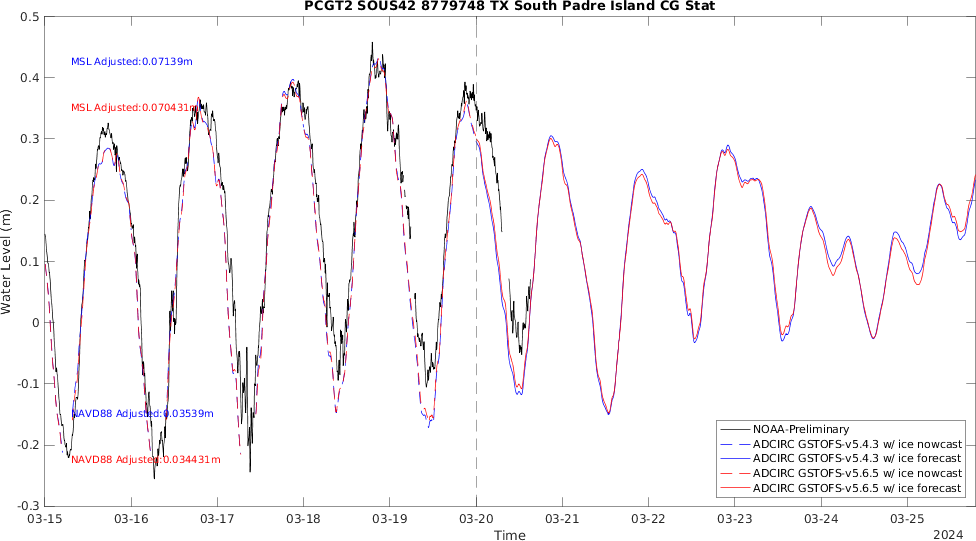 PCGT2 SOUS42 8779748 TX South Padre Island CG Stat
0.5
0.4
0.3
0.2
0.1
0
-0.1
-0.2
-0.3
Water Level (m)
MSL Adjusted:0.07139m
MSL Adjusted:0.070431m
NAVD88 Adjusted:0.03539m
NAVD88 Adjusted:0.034431m
NOAA-Preliminary
ADCIRC GSTOFS-v5.4.3 w/ ice nowcast
ADCIRC GSTOFS-v5.4.3 w/ ice forecast
ADCIRC GSTOFS-v5.6.5 w/ ice nowcast
ADCIRC GSTOFS-v5.6.5 w/ ice forecast
03-15 03-16 03-17 03-18 03-19 03-20 03-21 03-22 03-23 03-24 03-25
Time
2024